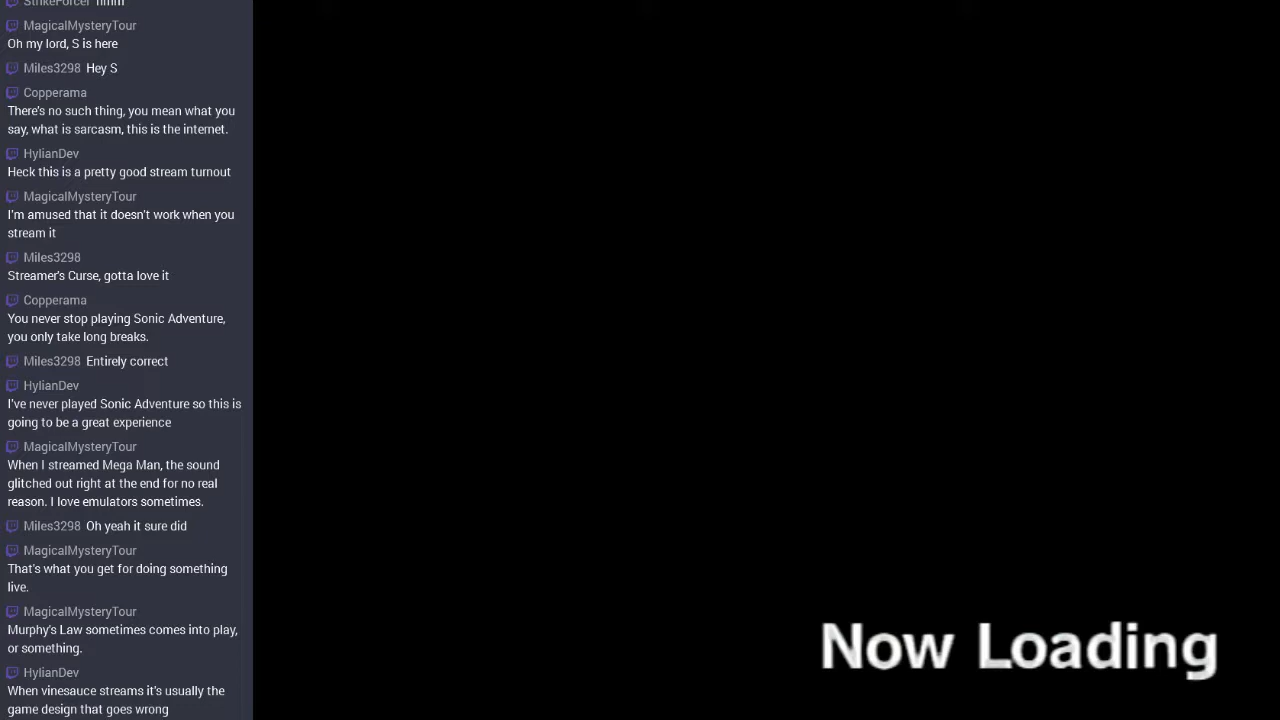 StrikeForcer hmm
MagicalMysteryTour
Oh my lord, S is here
Miles3298 Hey S
Copperama
There's no such thing, you mean what you
say, what is sarcasm, this is the internet.
HylianDev
Heck this is a pretty good stream turnout
MagicalMysteryTour
I'm amused that it doesn't work when you
stream it
Miles3298
Streamer's Curse, gotta love it
Copperama
You never stop playing Sonic Adventure,
you only take long breaks.
Miles3298 Entirely correct
HylianDev
I've never played Sonic Adventure so this is
going to be a great experience
MagicalMysteryTour
When I streamed Mega Man, the sound
glitched out right at the end for no real
reason. I love emulators sometimes.
Miles3298 Oh yeah it sure did
MagicalMysteryTour
That's what you get for doing something
live.
MagicalMysteryTour
Murphy's Law sometimes comes into play,
or something.
HylianDev
When vinesauce streams it's usually the
game design that goes wrong
Now Loading